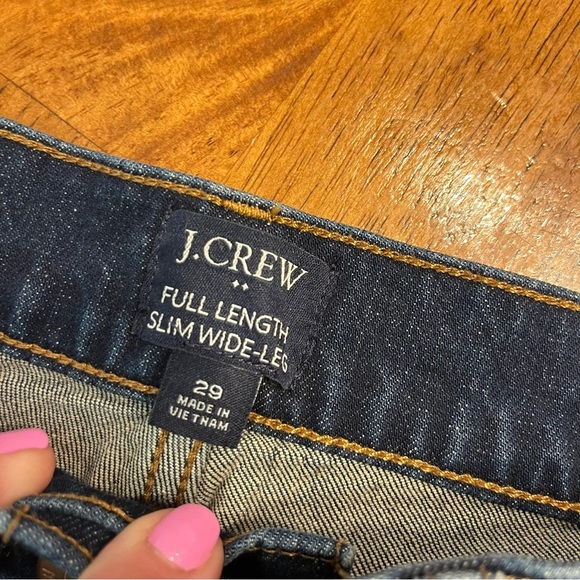 J.CREW
FULL LENGTH
SLIM WIDE-LEG
29
MADE IN
VIETNAM